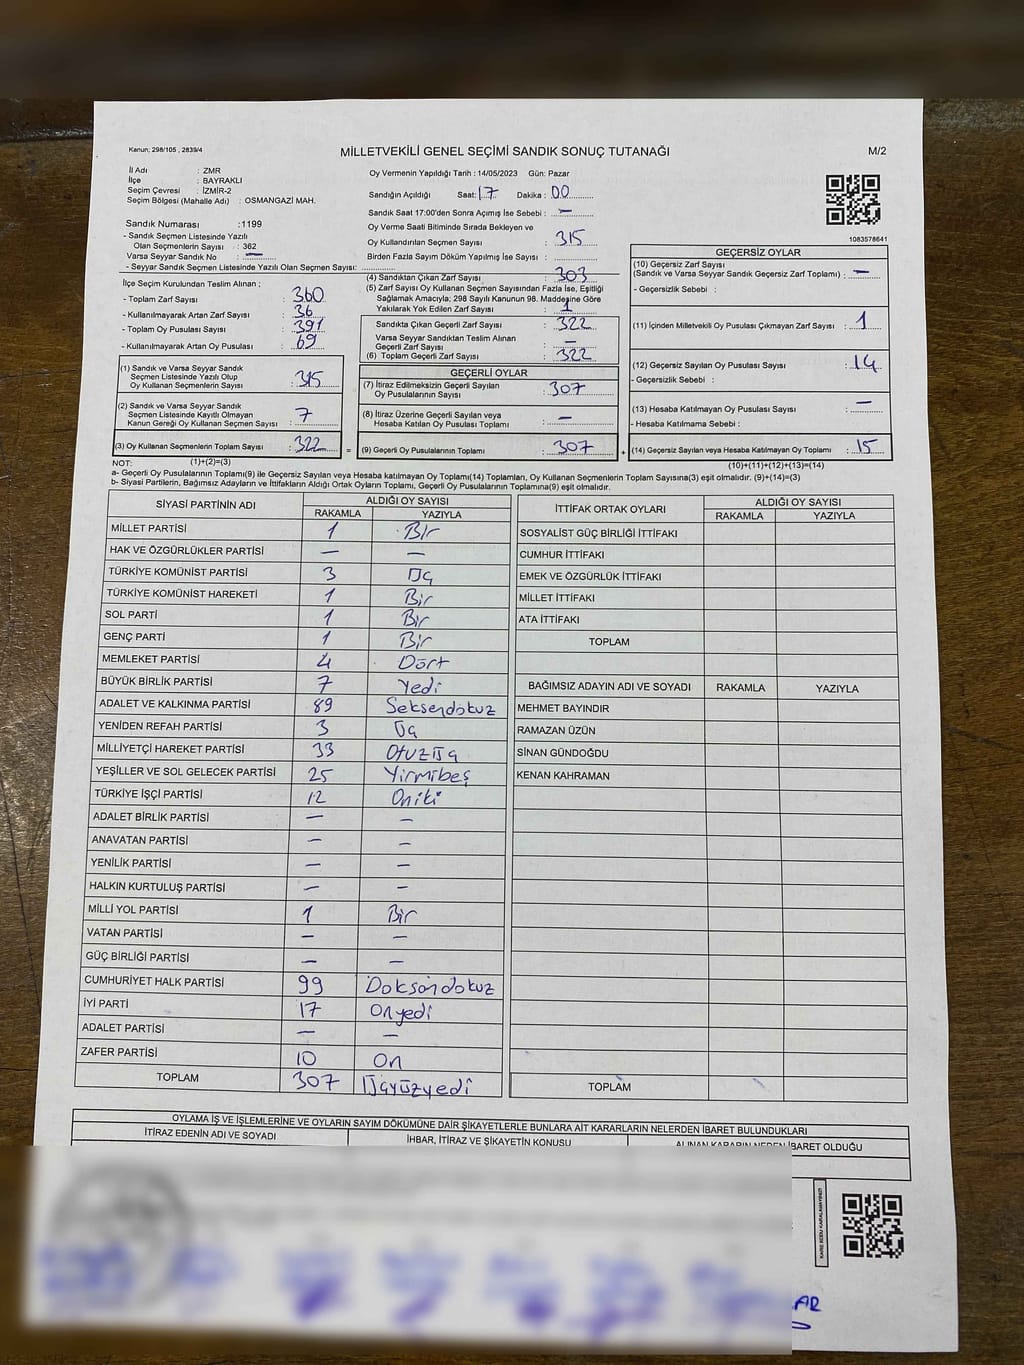 Kanun; 298/105 , 2839/4
MİLLETVEKİLİ GENEL SEÇİMİ SANDIK SONUÇ TUTANAĞI
M/2
İl Adı : ZMR
İlçe : BAYRAKLI
Seçim Çevresi : İZMİR-2
Seçim Bölgesi (Mahalle Adı) : OSMANGAZİ MAH.
Oy Vermenin Yapıldığı Tarih : 14/05/2023 Gün: Pazar
Sandığın Açıldığı Saat: 17 Dakika : 00
Sandık Saat 17:00'den Sonra Açımış İse Sebebi : —
Oy Verme Saati Bitiminde Sırada Bekleyen ve
Oy Kullandırılan Seçmen Sayısı : 315
Birden Fazla Sayım Döküm Yapılmış İse Sayısı :
Sandık Numarası : 1199
- Sandık Seçmen Listesinde Yazılı
Olan Seçmenlerin Sayısı : 362
Varsa Seyyar Sandık No : —
- Seyyar Sandık Seçmen Listesinde Yazılı Olan Seçmen Sayısı:
1083578641
İlçe Seçim Kurulundan Teslim Alınan ;
- Toplam Zarf Sayısı : 360
- Kullanılmayarak Artan Zarf Sayısı : 36
- Toplam Oy Pusulası Sayısı : 391
- Kullanılmayarak Artan Oy Pusulası : 69
(4) Sandıktan Çıkan Zarf Sayısı : 303
(5) Zarf Sayısı Oy Kullanan Seçmen Sayısından Fazla İse, Eşitliği
Sağlamak Amacıyla; 298 Sayılı Kanunun 98. Maddesine Göre
Yakılarak Yok Edilen Zarf Sayısı : 1
Sandıkta Çıkan Geçerli Zarf Sayısı : 322
Varsa Seyyar Sandıktan Teslim Alınan
Geçerli Zarf Sayısı : —
(6) Toplam Geçerli Zarf Sayısı : 322
GEÇERSİZ OYLAR
(10) Geçersiz Zarf Sayısı
(Sandık ve Varsa Seyyar Sandık Geçersiz Zarf Toplamı) : —
- Geçersizlik Sebebi :
(11) İçinden Milletvekili Oy Pusulası Çıkmayan Zarf Sayısı : 1
(12) Geçersiz Sayılan Oy Pusulası Sayısı : 14
- Geçersizlik Sebebi :
(13) Hesaba Katılmayan Oy Pusulası Sayısı : —
- Hesaba Katılmama Sebebi :
(14) Geçersiz Sayılan veya Hesaba Katılmayan Oy Toplamı : 15
(1) Sandık ve Varsa Seyyar Sandık
Seçmen Listesinde Yazılı Olup
Oy Kullanan Seçmenlerin Sayısı : 315
(2) Sandık ve Varsa Seyyar Sandık
Seçmen Listesinde Kayıtlı Olmayan
Kanun Gereği Oy Kullanan Seçmen Sayısı : 7
(3) Oy Kullanan Seçmenlerin Toplam Sayısı : 322 =
GEÇERLİ OYLAR
(7) İtiraz Edilmeksizin Geçerli Sayılan
Oy Pusulalarının Sayısı : 307
(8) İtiraz Üzerine Geçerli Sayılan veya
Hesaba Katılan Oy Pusulası Toplamı : —
(9) Geçerli Oy Pusulalarının Toplamı : 307 +
NOT: (1)+(2)=(3)
(10)+(11)+(12)+(13)=(14)
a- Geçerli Oy Pusulalarının Toplamı(9) ile Geçersiz Sayılan veya Hesaba katılmayan Oy Toplamı(14) Toplamları, Oy Kullanan Seçmenlerin Toplam Sayısına(3) eşit olmalıdır. (9)+(14)=(3)
b- Siyasi Partilerin, Bağımsız Adayların ve İttifakların Aldığı Ortak Oyların Toplamı, Geçerli Oy Pusulalarının Toplamına(9) eşit olmalıdır.
SİYASİ PARTİNİN ADI ALDIĞI OY SAYISI
RAKAMLA YAZIYLA
MİLLET PARTİSİ 1 Bir
HAK VE ÖZGÜRLÜKLER PARTİSİ — —
TÜRKİYE KOMÜNİST PARTİSİ 3 Üç
TÜRKİYE KOMÜNİST HAREKETİ 1 Bir
SOL PARTİ 1 Bir
GENÇ PARTİ 1 Bir
MEMLEKET PARTİSİ 4 Dört
BÜYÜK BİRLİK PARTİSİ 7 Yedi
ADALET VE KALKINMA PARTİSİ 89 Seksendokuz
YENİDEN REFAH PARTİSİ 3 Üç
MİLLİYETÇİ HAREKET PARTİSİ 33 Otuzüç
YEŞİLLER VE SOL GELECEK PARTİSİ 25 Yirmibeş
TÜRKİYE İŞÇİ PARTİSİ 12 Oniki
ADALET BİRLİK PARTİSİ — —
ANAVATAN PARTİSİ — —
YENİLİK PARTİSİ — —
HALKIN KURTULUŞ PARTİSİ — —
MİLLİ YOL PARTİSİ 1 Bir
VATAN PARTİSİ — —
GÜÇ BİRLİĞİ PARTİSİ — —
CUMHURİYET HALK PARTİSİ 99 Doksandokuz
İYİ PARTİ 17 Onyedi
ADALET PARTİSİ — —
ZAFER PARTİSİ 10 On
TOPLAM 307 Üçyüzyedi
İTTİFAK ORTAK OYLARI ALDIĞI OY SAYISI
RAKAMLA YAZIYLA
SOSYALİST GÜÇ BİRLİĞİ İTTİFAKI
CUMHUR İTTİFAKI
EMEK VE ÖZGÜRLÜK İTTİFAKI
MİLLET İTTİFAKI
ATA İTTİFAKI
TOPLAM
BAĞIMSIZ ADAYIN ADI VE SOYADI RAKAMLA YAZIYLA
MEHMET BAYINDIR
RAMAZAN ÜZÜN
SİNAN GÜNDOĞDU
KENAN KAHRAMAN
TOPLAM
OYLAMA İŞ VE İŞLEMLERİNE VE OYLARIN SAYIM DÖKÜMÜNE DAİR ŞİKAYETLERLE BUNLARA AİT KARARLARIN NELERDEN İBARET BULUNDUKLARI
İTİRAZ EDENİN ADI VE SOYADI İHBAR, İTİRAZ VE ŞİKAYETİN KONUSU ALINAN KARARIN NEDEN İBARET OLDUĞU
KARE KODU KARALAMAYINIZ!
AR